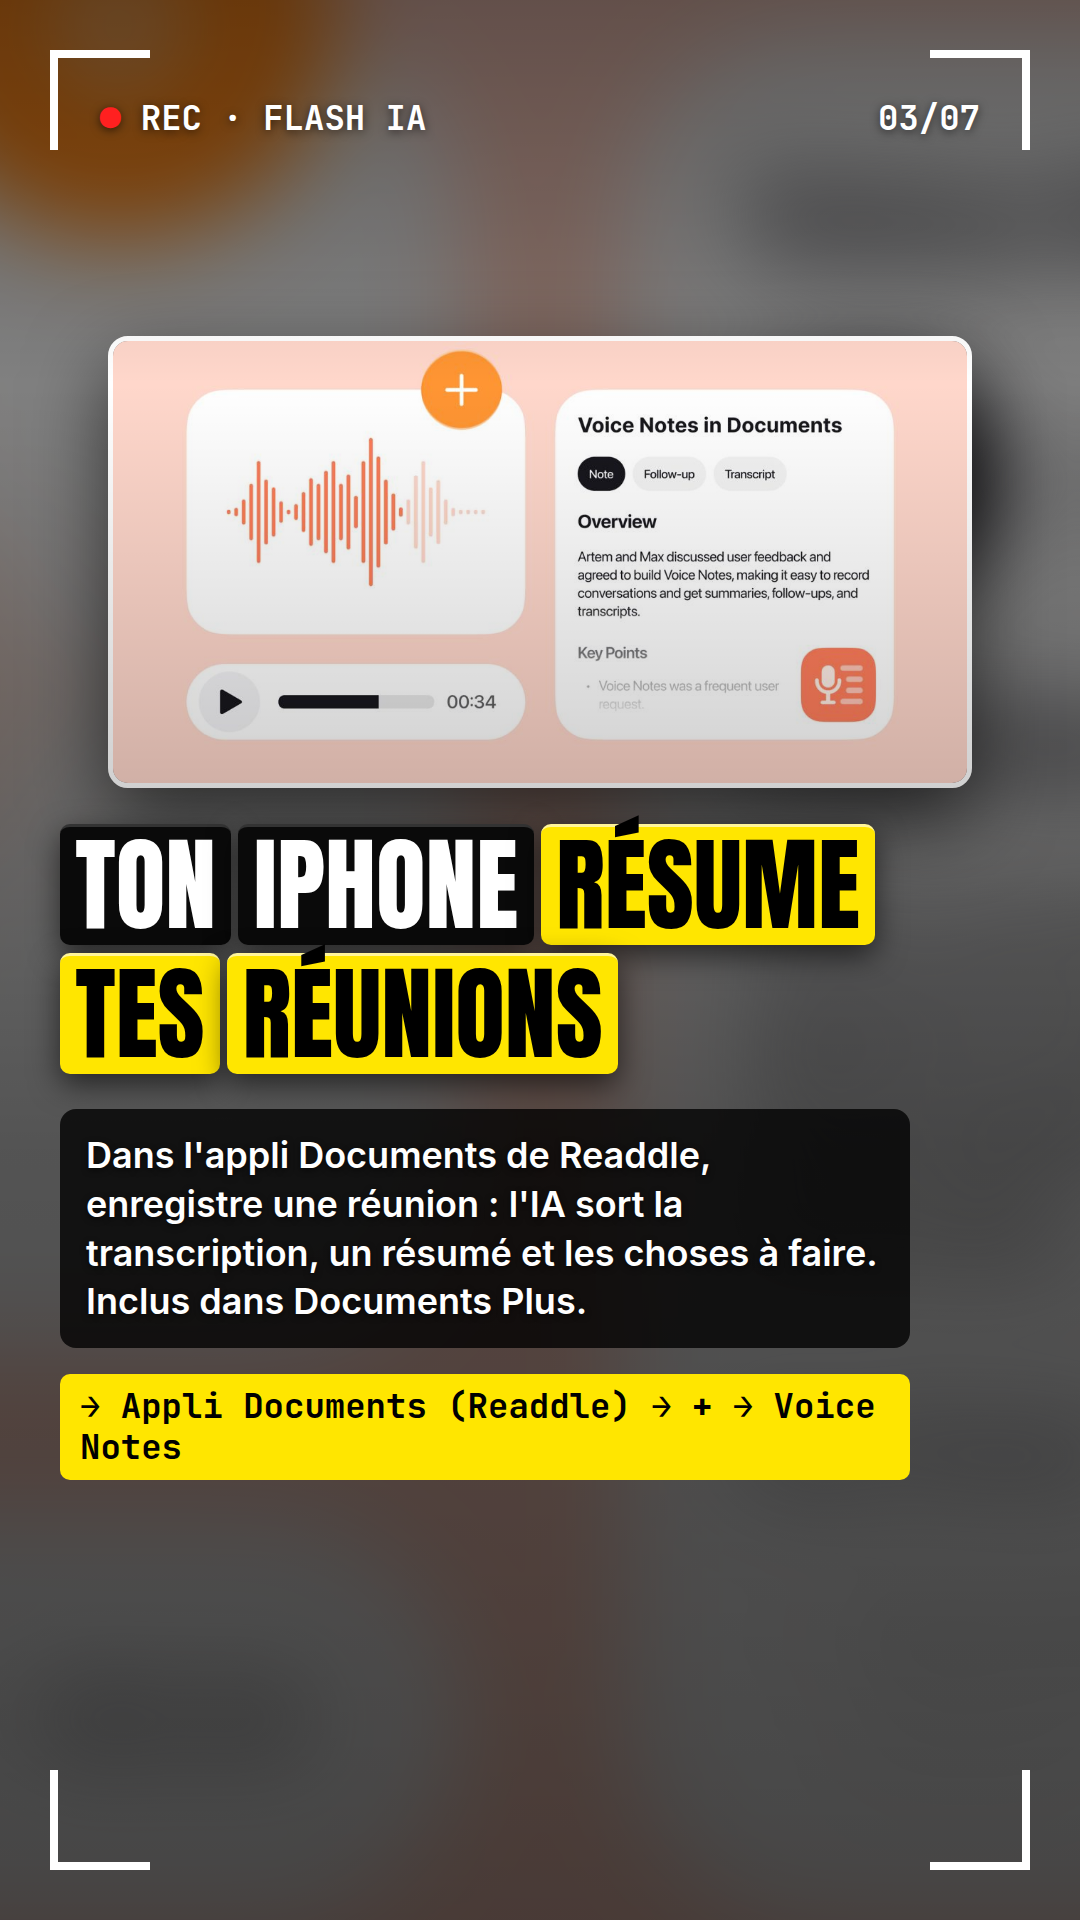 REC · FLASH IA
03/07
Voice Notes in Documents
Note
Follow-up
Transcript
Overview
Artem and Max discussed user feedback and
agreed to build Voice Notes, making it easy to record
conversations and get summaries, follow-ups, and
transcripts.
Key Points
• Voice Notes was a frequent user
request.
00:34
TON IPHONE RÉSUME
TES RÉUNIONS
Dans l'appli Documents de Readdle,
enregistre une réunion : l'IA sort la
transcription, un résumé et les choses à faire.
Inclus dans Documents Plus.
→ Appli Documents (Readdle) → + → Voice
Notes